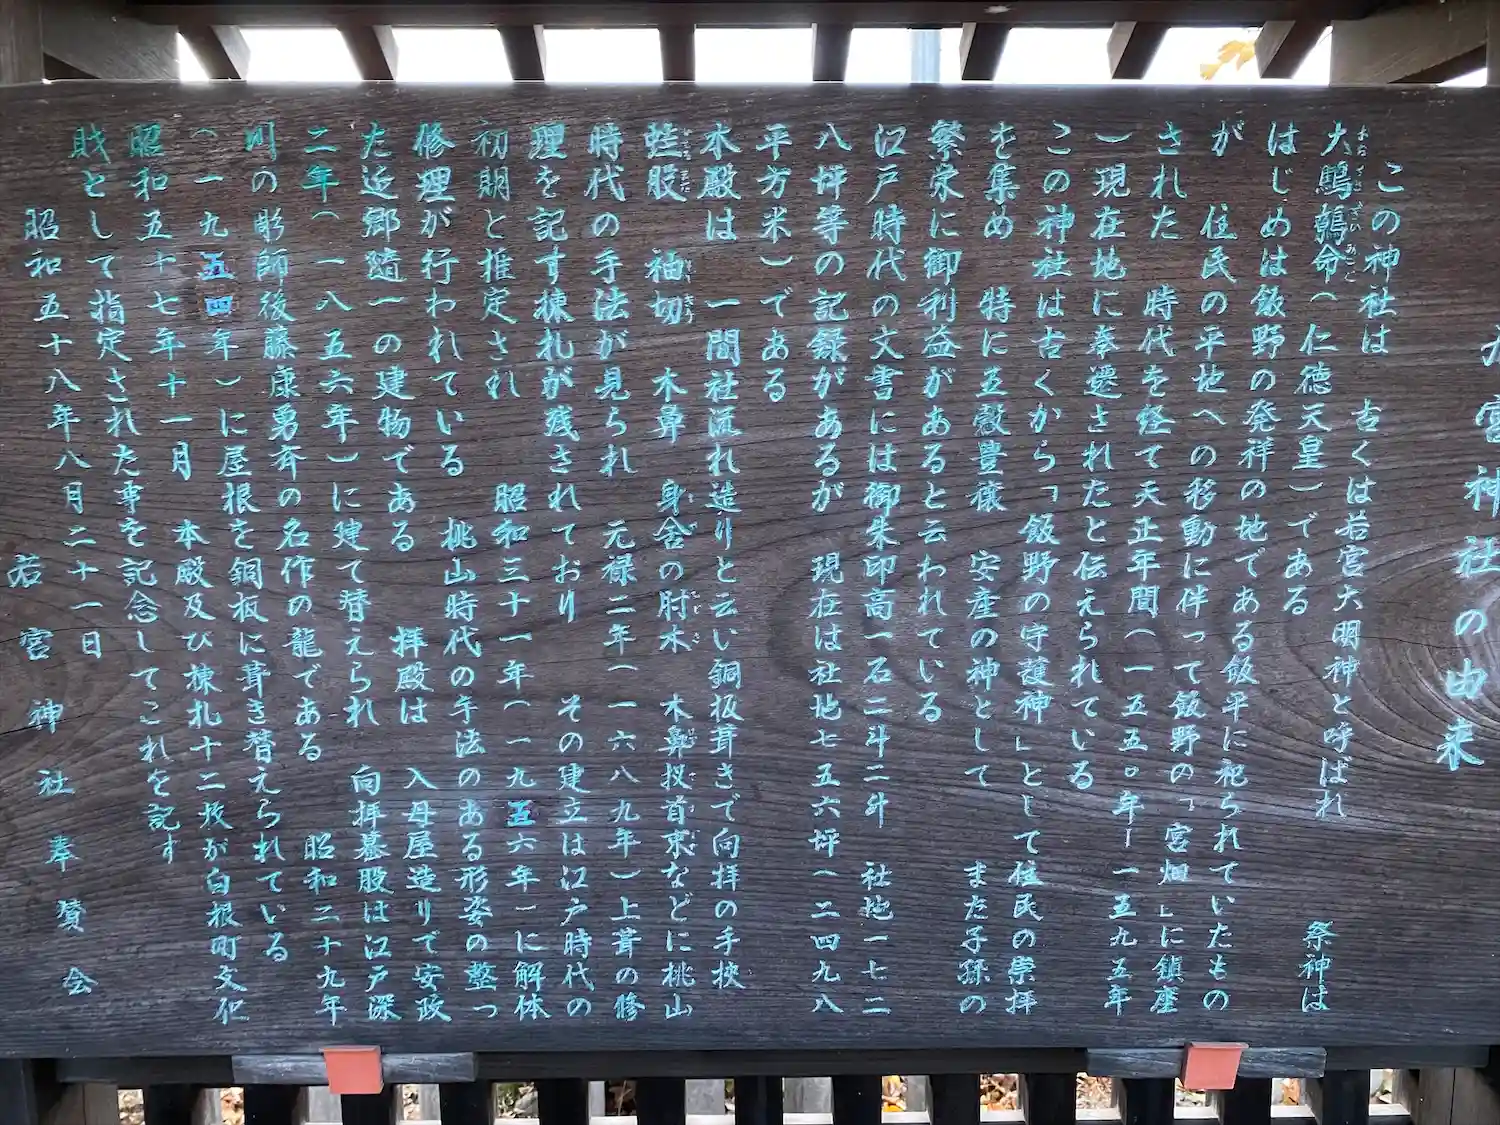 宮神社の由来
この神社は　古くは若宮大明神と呼ばれ　祭神は
大鷦鷯命(仁徳天皇)である
おおさざぎのみこと
はじめは飯野の発祥の地である飯平に祀られていたもの
が　住民の平地への移動に伴って飯野の「宮畑」に鎮座
された　時代を経て天正年間(一五五〇年ー一五九五年
)現在地に奉遷されたと伝えられている
この神社は古くから「飯野の守護神」として住民の崇拝
を集め　特に五穀豊穣　安産の神として　また子孫の
繁栄に御利益があると云われている
江戸時代の文書には御朱印高一石二斗二升　社地一七二
八坪等の記録があるが　現在は社地七五六坪(二四九八
平方米)である
本殿は　一間社流れ造りと云い銅板葺きで向拝の手挟
蛙股　袖切　木鼻　身舎の肘木　木鼻扠首束などに桃山
時代の手法が見られ　元禄二年(一六八九年)上葺の修
理を記す棟札が残されており　その建立は江戸時代の
初期と推定され　昭和三十一年(一九五六年)に解体
修理が行われている　桃山時代の手法のある形姿の整っ
た近郷随一の建物である　拝殿は　入母屋造りで安政
二年(一八五六年)に建て替えられ　向拝墓股は江戸深
川の彫師後藤康勇斉の名作の龍である　昭和二十九年
(一九五四年)に屋根を銅板に葺き替えられている
昭和五十七年十一月　本殿及び棟札十二枚が白根町文化
財として指定された事を記念してこれを記す
昭和五十八年八月二十一日
若宮神社奉賛会